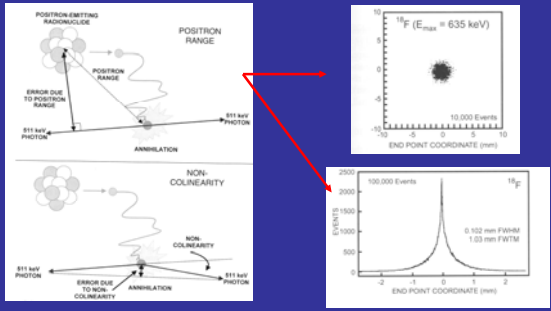 POSITRON-EMITTING
RADIONUCLIDE
POSITRON
RANGE
POSITRON
RANGE
ERROR DUE
TO POSITRON
RANGE
511 keV
PHOTON
511 keV
PHOTON
ANNIHILATION
NON-
COLINEARITY
NON-
COLINEARITY
511 keV
PHOTON
511 keV
PHOTON
ERROR DUE
TO NON-
COLINEARITY
ANNIHILATION
10
18F (Emax = 635 keV)
5
0
-5
10,000 Events
-10
-10 -5 0 5 10
END POINT COORDINATE (mm)
2500
100,000 Events
18F
2000
EVENTS
1500
1000
0.102 mm FWHM
1.03 mm FWTM
500
0
-2 -1 0 1 2
END POINT COORDINATE (mm)